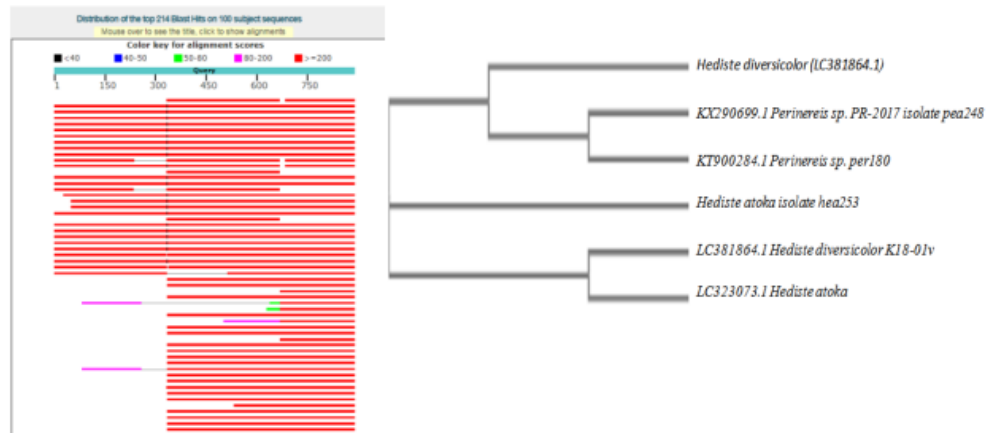 Distribution of the top 214 Blast Hits on 100 subject sequences
Mouse over to see the title, click to show alignments
Color key for alignment scores
<40 40-50 50-80 80-200 >=200
Query
1 150 300 450 600 750
Hediste diversicolor (LC381864.1)
KX290699.1 Perinereis sp. PR-2017 isolate pea248
KT900284.1 Perinereis sp. per180
Hediste atoka isolate hea253
LC381864.1 Hediste diversicolor K18-01v
LC323073.1 Hediste atoka